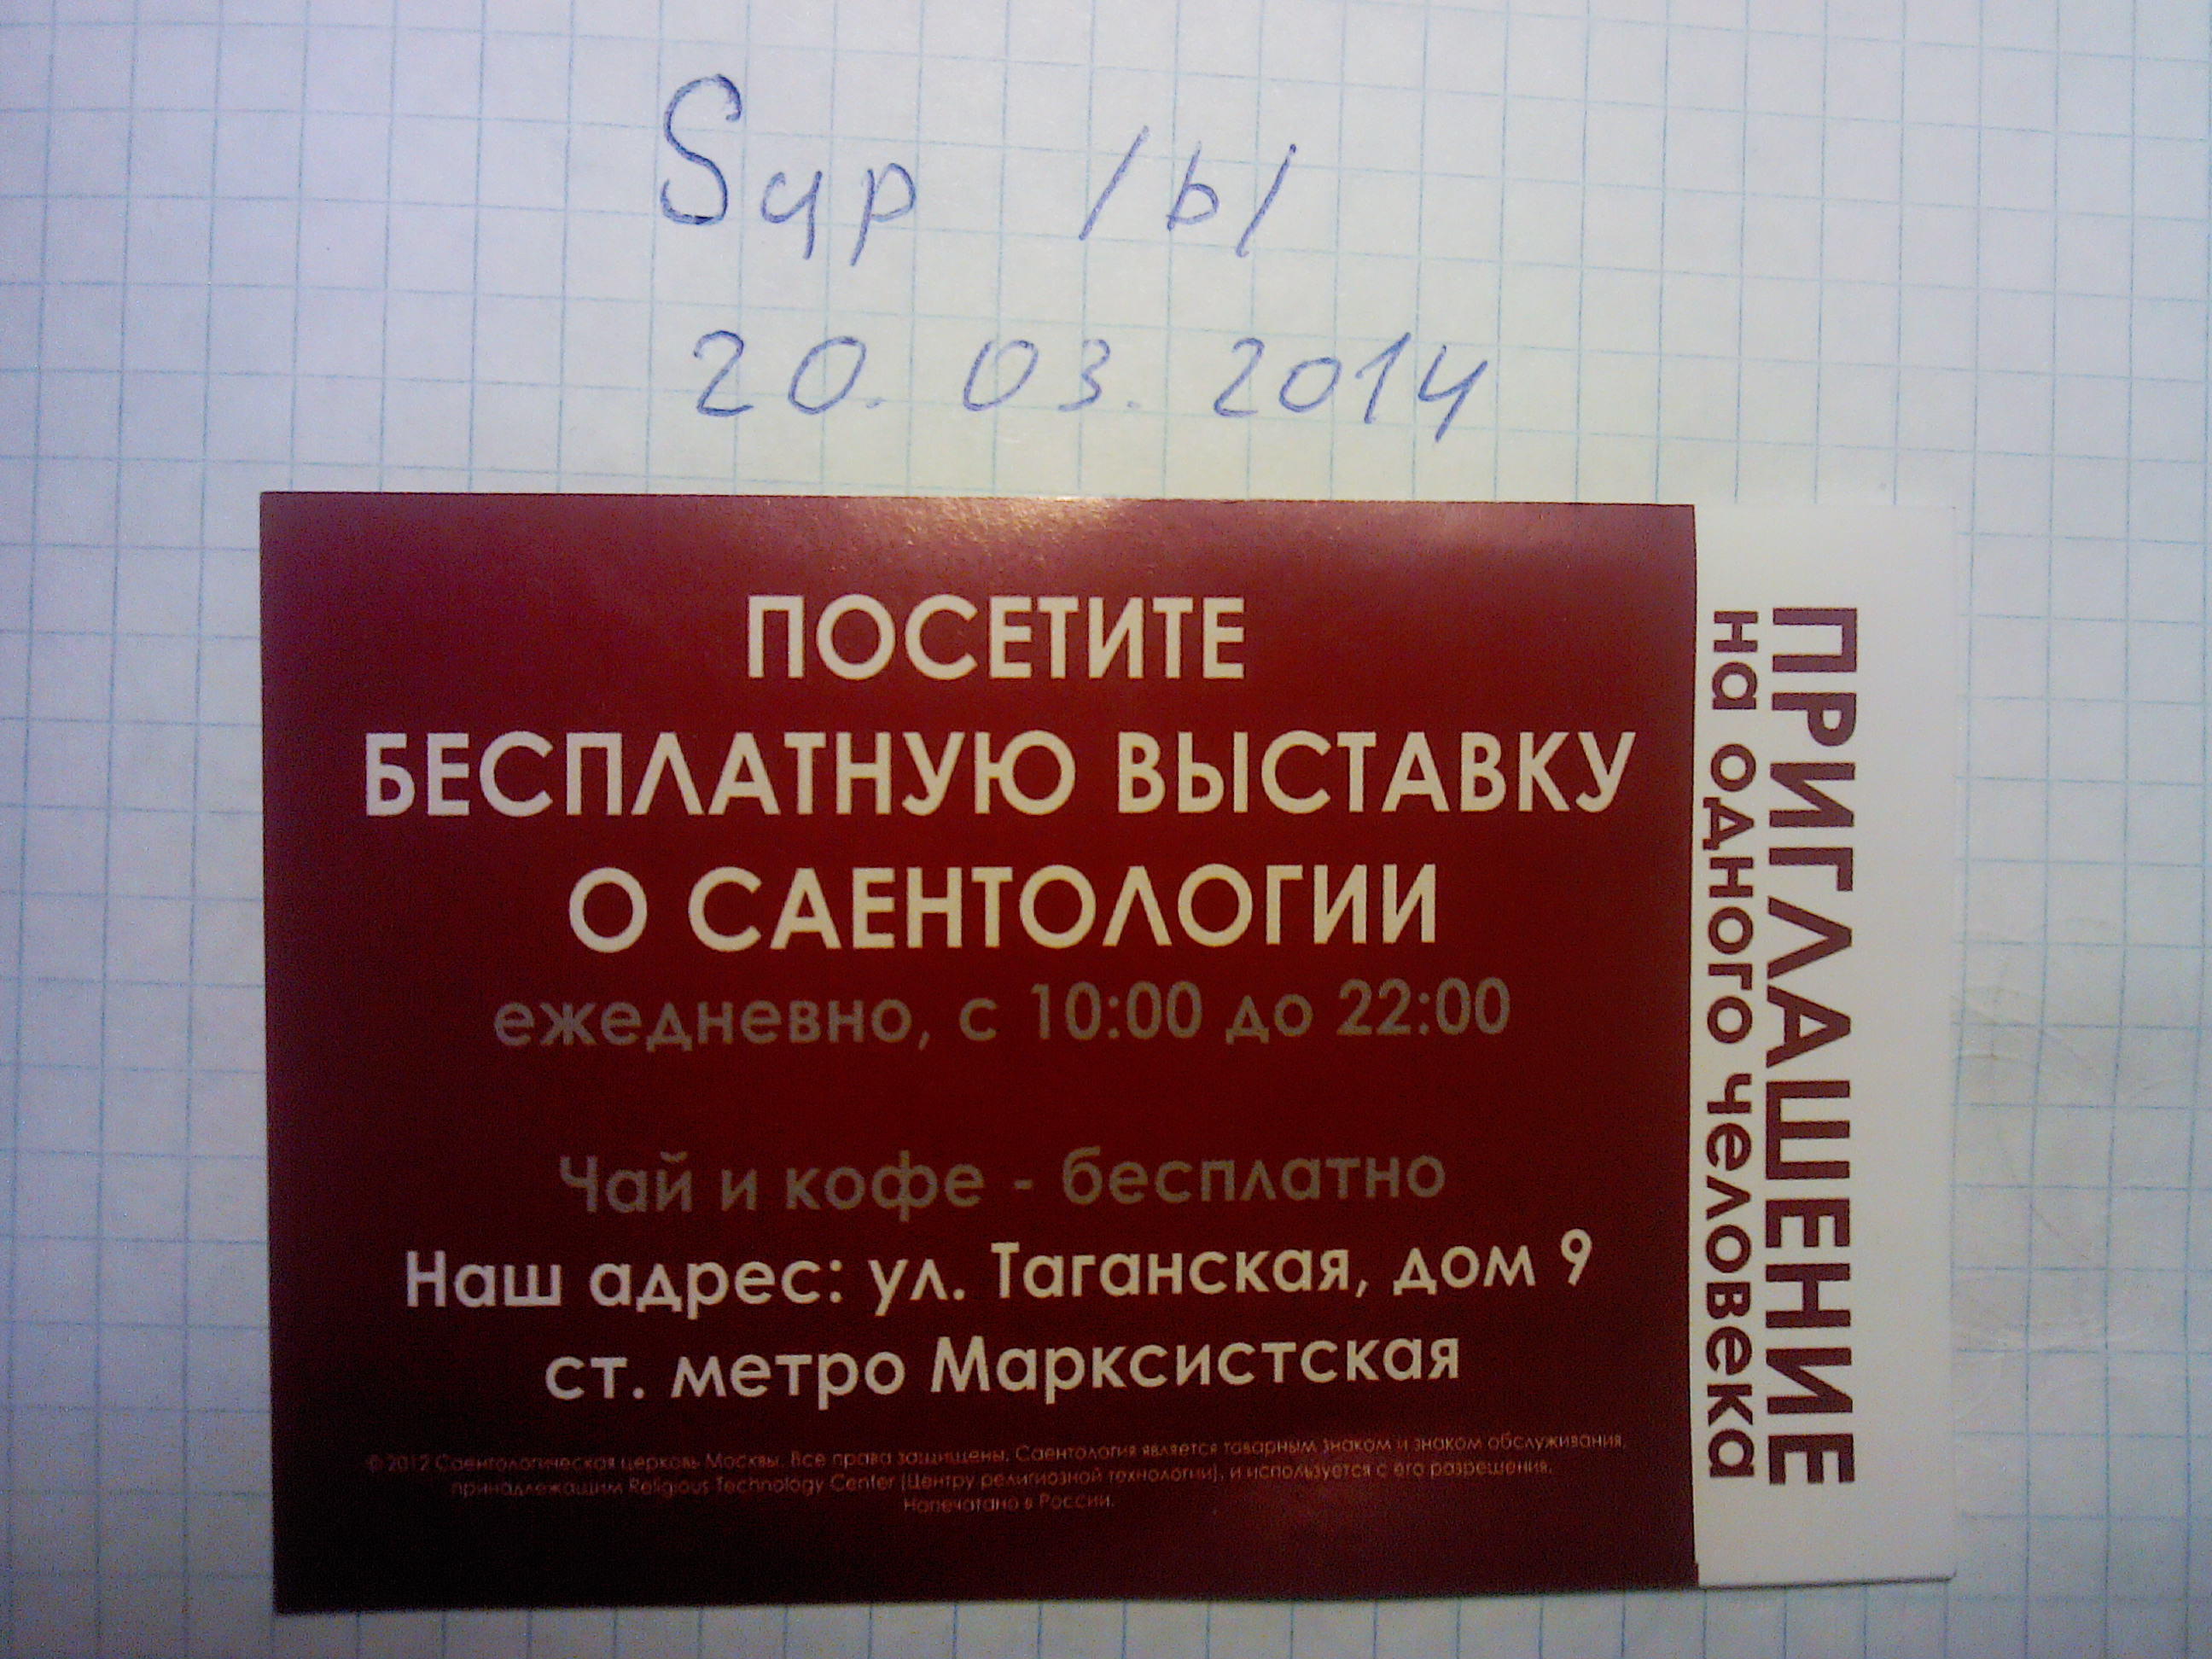 Sup /b/
20. 03. 2014
ПОСЕТИТЕ
БЕСПЛАТНУЮ ВЫСТАВКУ
О САЕНТОЛОГИИ
ежедневно, с 10:00 до 22:00
Чай и кофе - бесплатно
Наш адрес: ул. Таганская, дом 9
ст. метро Марксистская
© 2012 Саентологическая церковь Москвы. Все права защищены. Саентология является товарным знаком и знаком обслуживания,
принадлежащим Religious Technology Center (Центру религиозной технологии), и используется с его разрешения.
Напечатано в России.
ПРИГЛАШЕНИЕ
на одного человека